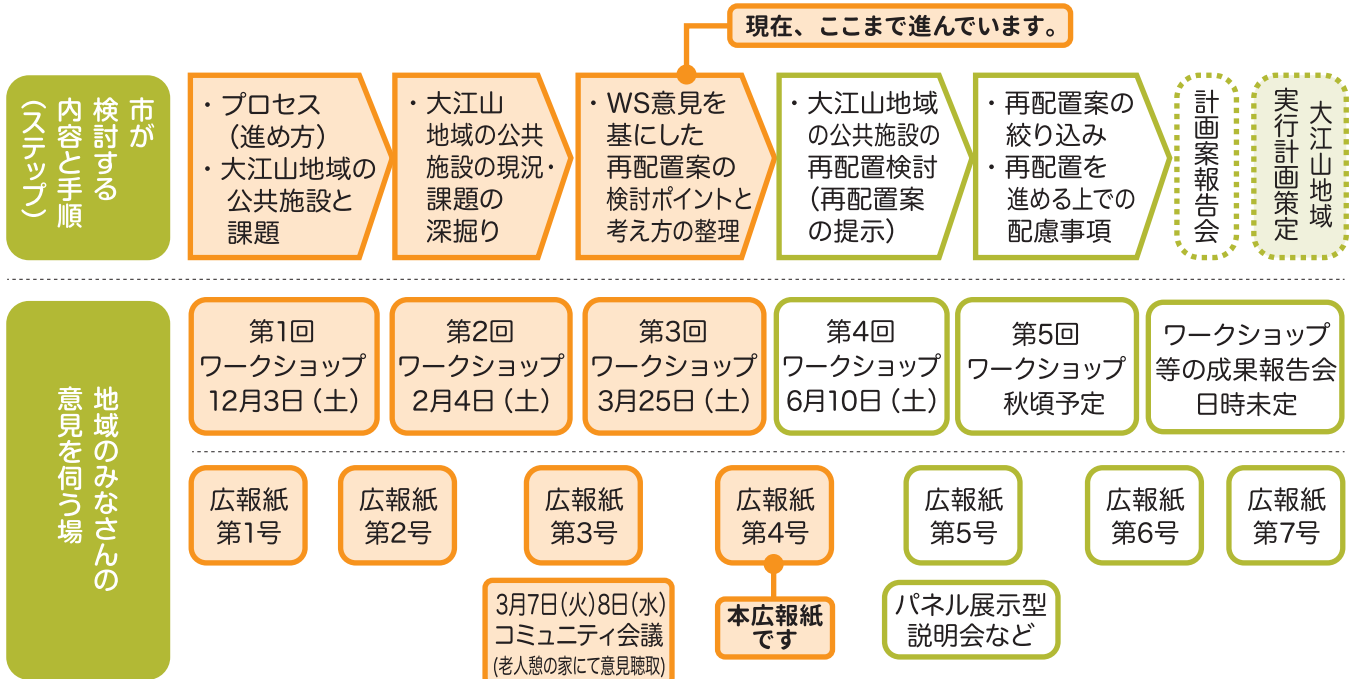 現在、ここまで進んでいます。
市が
検討する
内容と手順
（ステップ）
・プロセス
（進め方）
・大江山地域の
公共施設と
課題
・大江山
地域の公共
施設の現況・
課題の
深掘り
・WS意見を
基にした
再配置案の
検討ポイントと
考え方の整理
・大江山地域
の公共施設の
再配置検討
（再配置案
の提示）
・再配置案の
絞り込み
・再配置を
進める上での
配慮事項
計画案報告会
大江山地域
実行計画策定
地域のみなさんの
意見を伺う場
第1回
ワークショップ
12月3日（土）
第2回
ワークショップ
2月4日（土）
第3回
ワークショップ
3月25日（土）
第4回
ワークショップ
6月10日（土）
第5回
ワークショップ
秋頃予定
ワークショップ
等の成果報告会
日時未定
広報紙
第1号
広報紙
第2号
広報紙
第3号
広報紙
第4号
広報紙
第5号
広報紙
第6号
広報紙
第7号
3月7日（火）8日（水）
コミュニティ会議
（老人憩の家にて意見聴取）
本広報紙
です
パネル展示型
説明会など